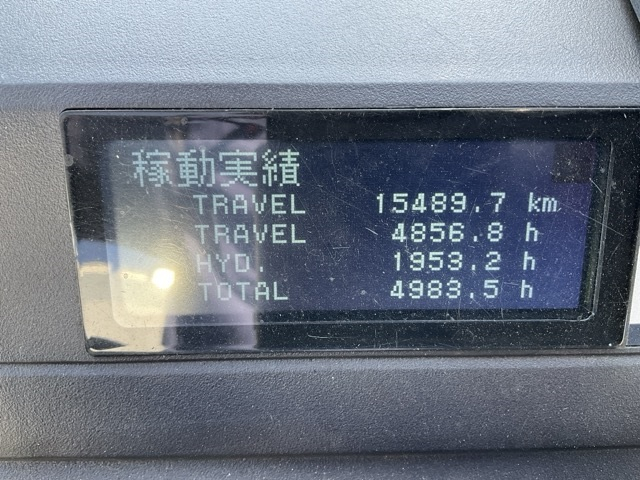 稼動実績
TRAVEL 15489.7 km
TRAVEL 4856.8 h
HYD. 1953.2 h
TOTAL 4983.5 h